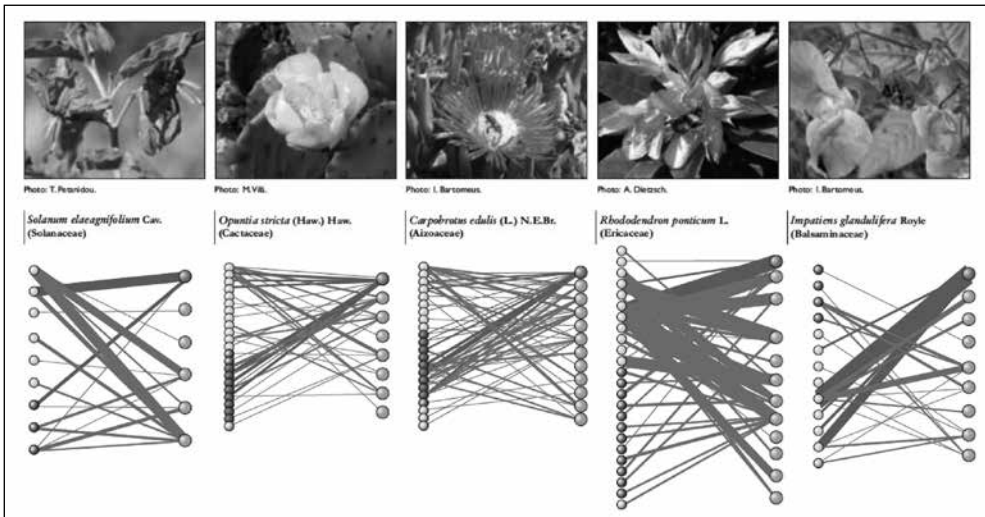 Photo: T. Petanidou.
Photo: M. Vilà.
Photo: I. Bartomeus.
Photo: A. Dietzsch.
Photo: I. Bartomeus.
Solanum elaeagnifolium Cav.
(Solanaceae)
Opuntia stricta (Haw.) Haw.
(Cactaceae)
Carpobrotus edulis (L.) N.E.Br.
(Aizoaceae)
Rhododendron ponticum L.
(Ericaceae)
Impatiens glandulifera Royle
(Balsaminaceae)